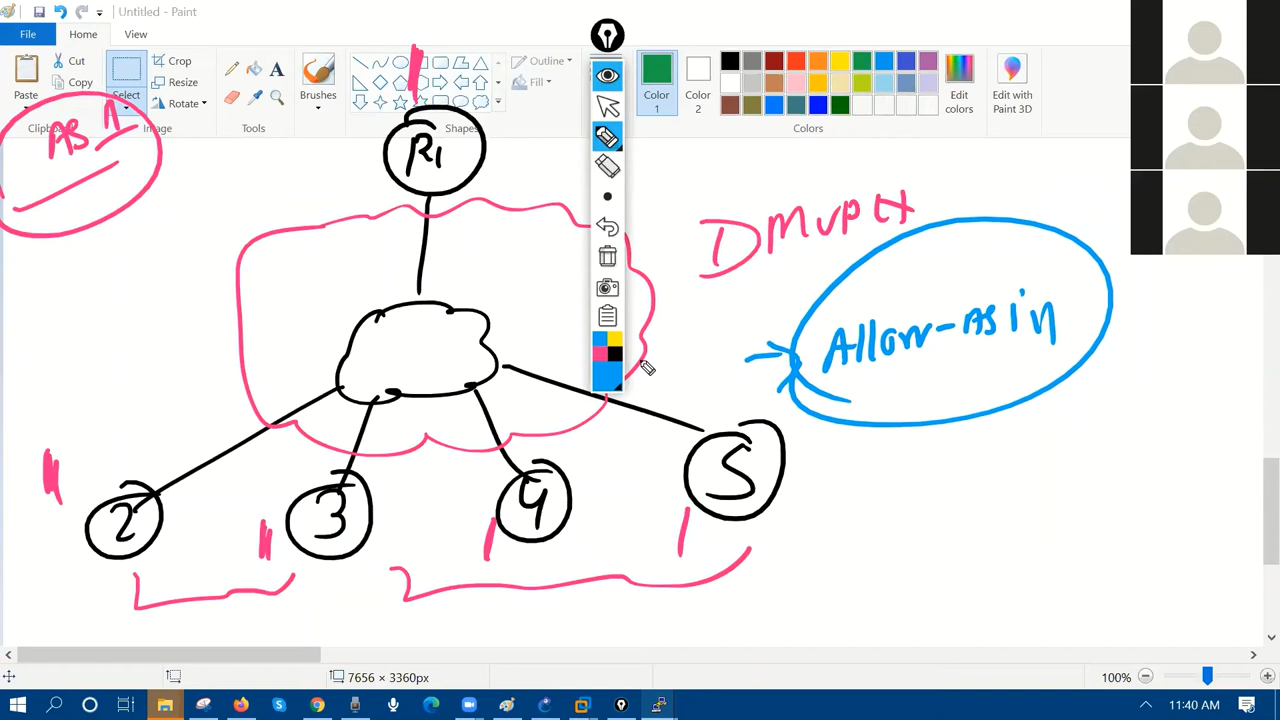 Untitled - Paint
File
Home
View
Paste
Cut
Copy
Clipb
Select
Crop
Resize
Rotate
Image
Tools
Brushes
Shapes
Outline
Fill
Color 1
Color 2
Colors
Edit colors
Edit with Paint 3D
AS 1
R1
DMVPN
Allow-AS in
2
3
4
5
7656 × 3360px
100%
11:40 AM